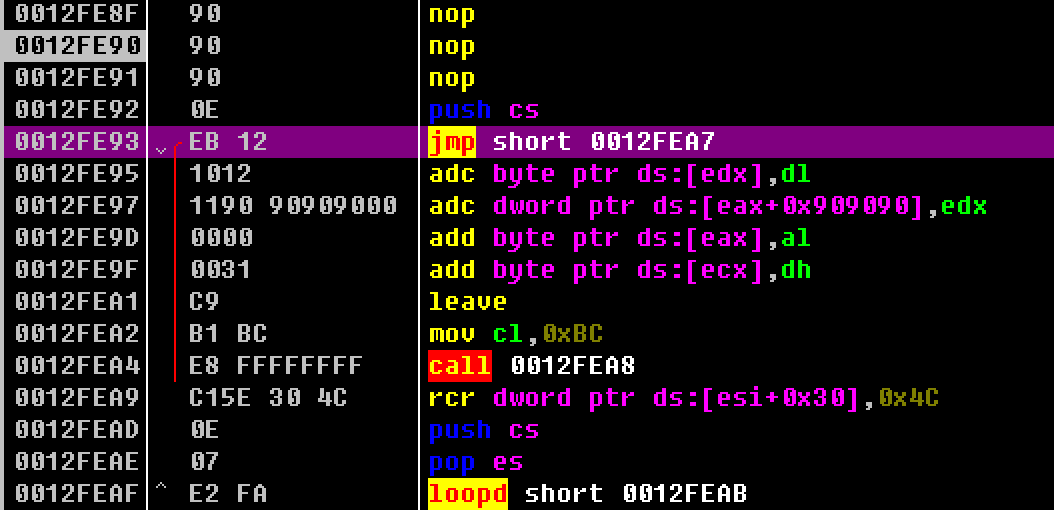 0012FE8F 90 nop
0012FE90 90 nop
0012FE91 90 nop
0012FE92 0E push cs
0012FE93 EB 12 jmp short 0012FEA7
0012FE95 1012 adc byte ptr ds:[edx],dl
0012FE97 1190 90909000 adc dword ptr ds:[eax+0x909090],edx
0012FE9D 0000 add byte ptr ds:[eax],al
0012FE9F 0031 add byte ptr ds:[ecx],dh
0012FEA1 C9 leave
0012FEA2 B1 BC mov cl,0xBC
0012FEA4 E8 FFFFFFFF call 0012FEA8
0012FEA9 C15E 30 4C rcr dword ptr ds:[esi+0x30],0x4C
0012FEAD 0E push cs
0012FEAE 07 pop es
0012FEAF E2 FA loopd short 0012FEAB